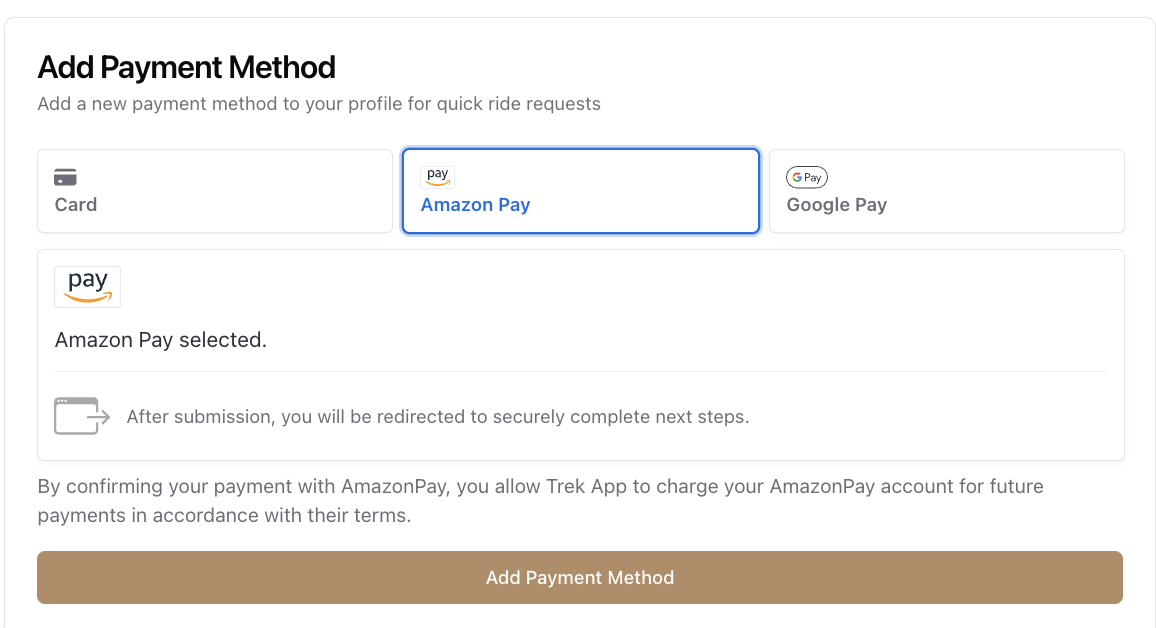 Add Payment Method
Add a new payment method to your profile for quick ride requests
Card
pay
Amazon Pay
G Pay
Google Pay
pay
Amazon Pay selected.
After submission, you will be redirected to securely complete next steps.
By confirming your payment with AmazonPay, you allow Trek App to charge your AmazonPay account for future
payments in accordance with their terms.
Add Payment Method